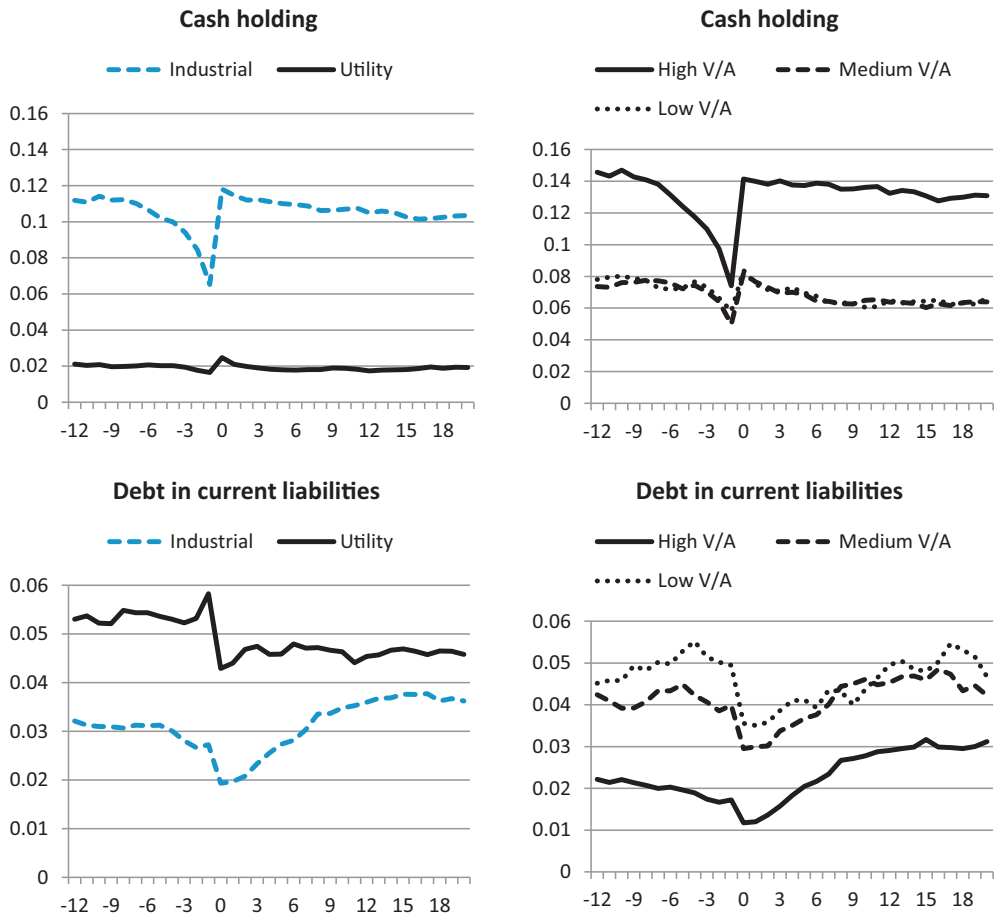 Cash holding
Industrial Utility
0.16
0.14
0.12
0.1
0.08
0.06
0.04
0.02
0
-12 -9 -6 -3 0 3 6 9 12 15 18
Cash holding
High V/A Medium V/A
Low V/A
0.16
0.14
0.12
0.1
0.08
0.06
0.04
0.02
0
-12 -9 -6 -3 0 3 6 9 12 15 18
Debt in current liabilities
Industrial Utility
0.06
0.05
0.04
0.03
0.02
0.01
0
-12 -9 -6 -3 0 3 6 9 12 15 18
Debt in current liabilities
High V/A Medium V/A
Low V/A
0.06
0.05
0.04
0.03
0.02
0.01
0
-12 -9 -6 -3 0 3 6 9 12 15 18